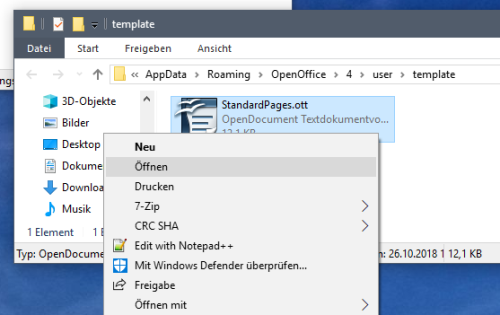 template
Datei Start Freigeben Ansicht
ngs
« AppData > Roaming > OpenOffice > 4 > user > template
3D-Objekte
Bilder
Desktop
Dokume
Downloa
Musik
StandardPages.ott
OpenDocument Textdokumentvo...
12,1 KB
Neu
Öffnen
Drucken
7-Zip
CRC SHA
Edit with Notepad++
Mit Windows Defender überprüfen...
Freigabe
Öffnen mit
1 Element 1 Eleme
Typ: OpenDocume
n: 26.10.2018 1 12,1 KB